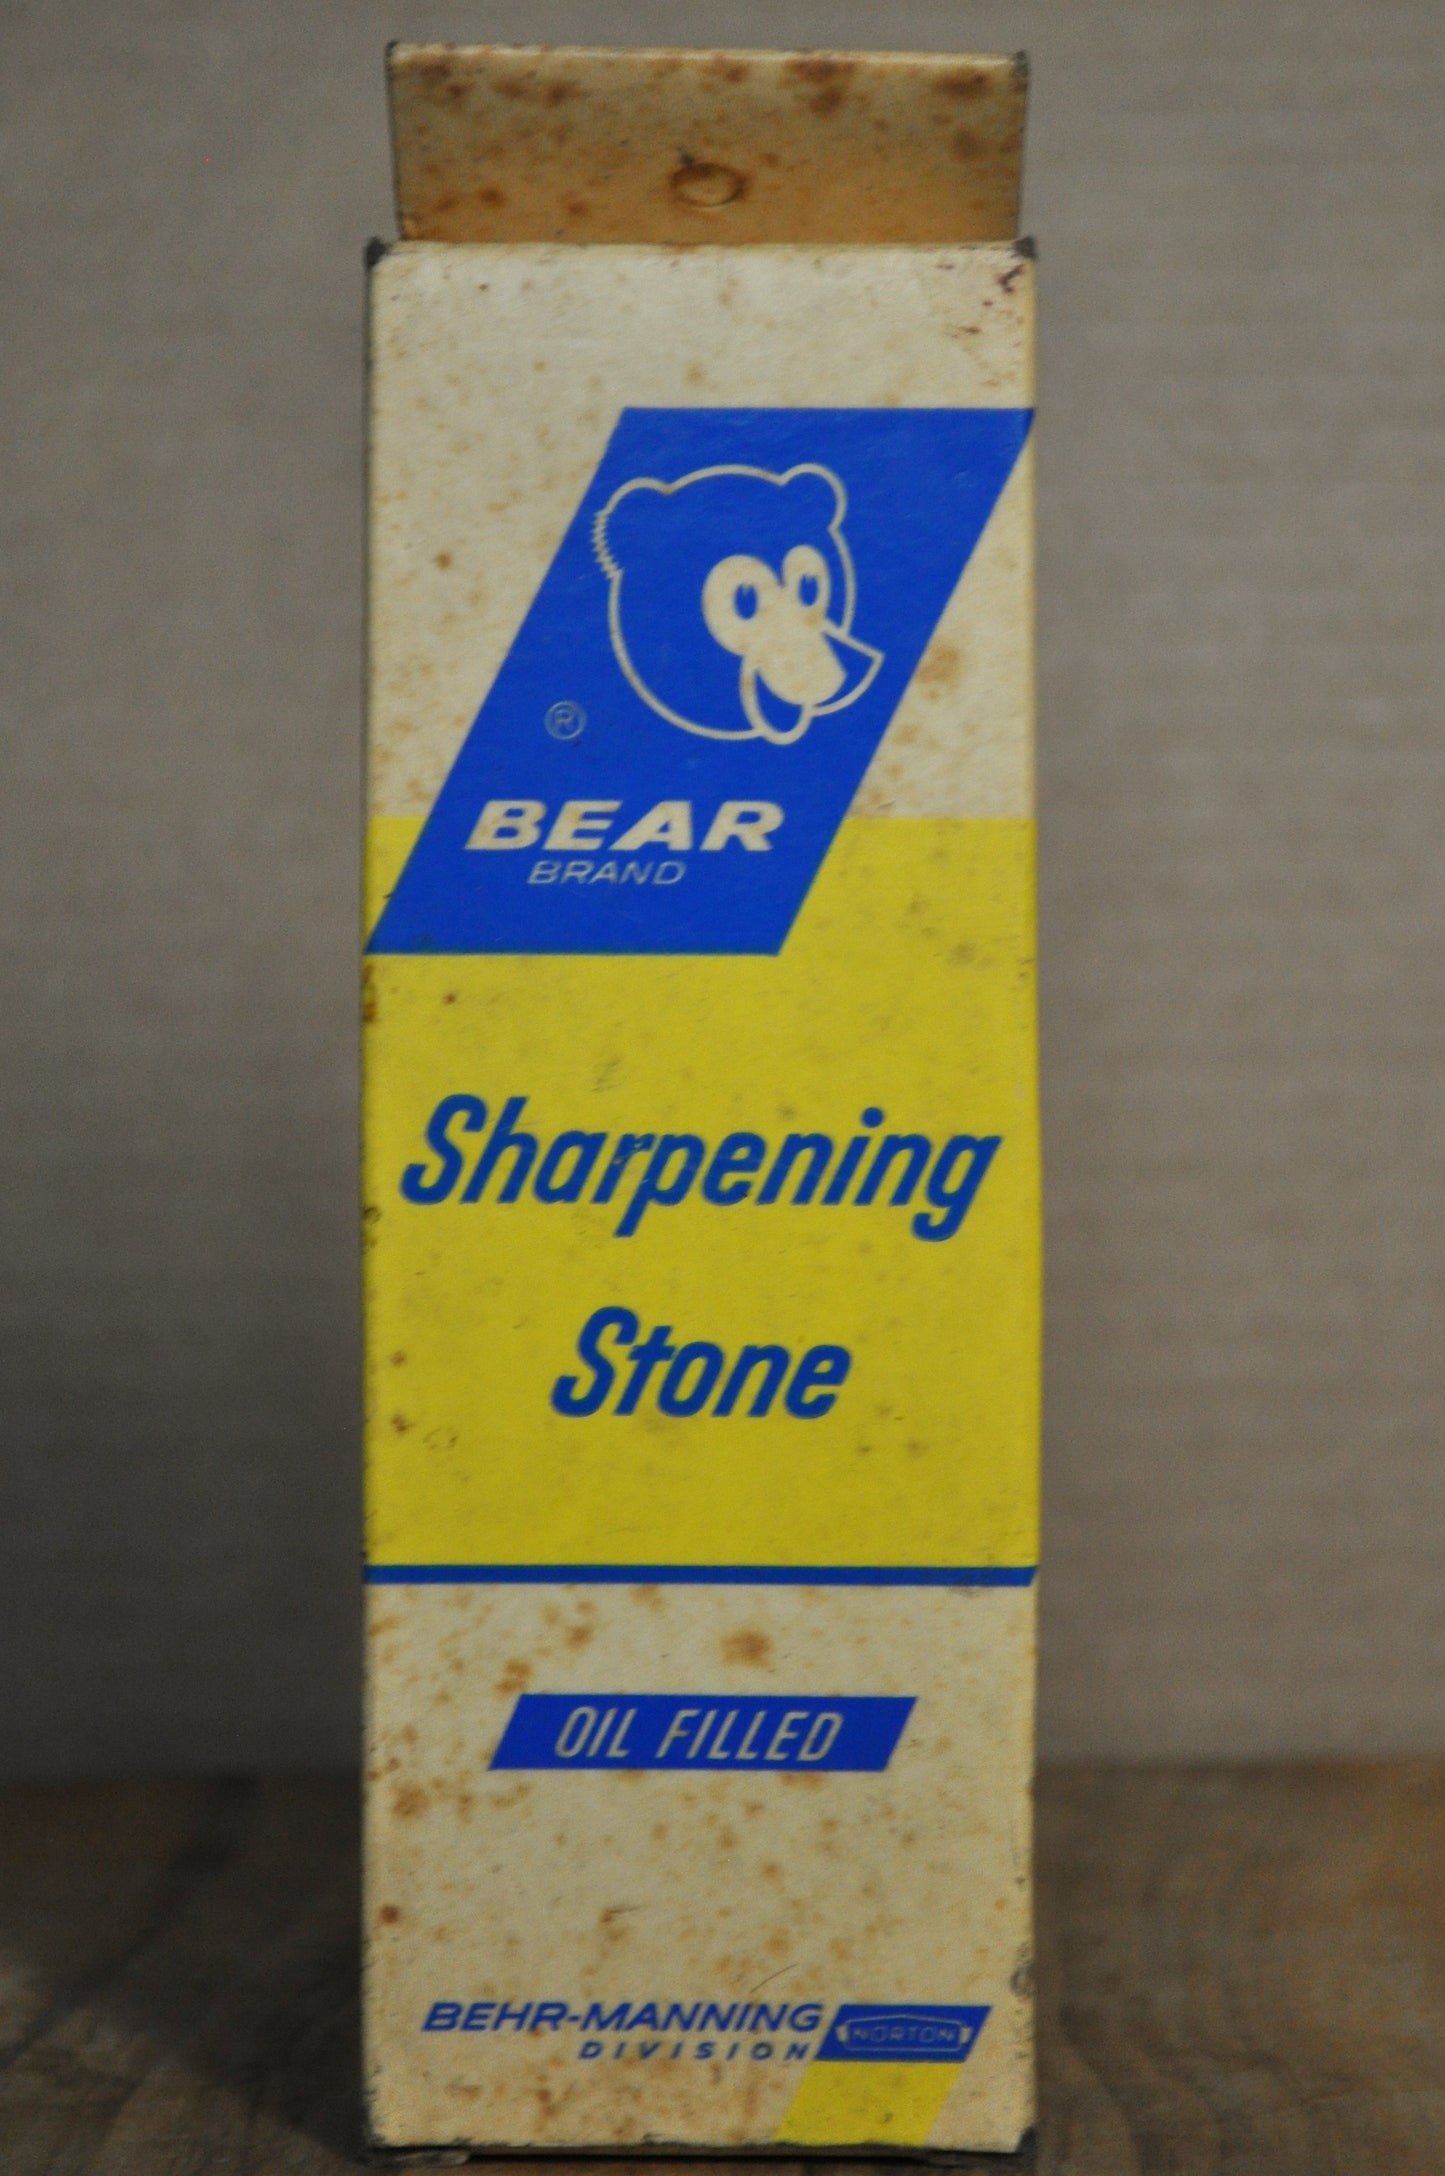 ®
BEAR
BRAND
Sharpening
Stone
OIL FILLED
BEHR-MANNING
DIVISION
NORTON